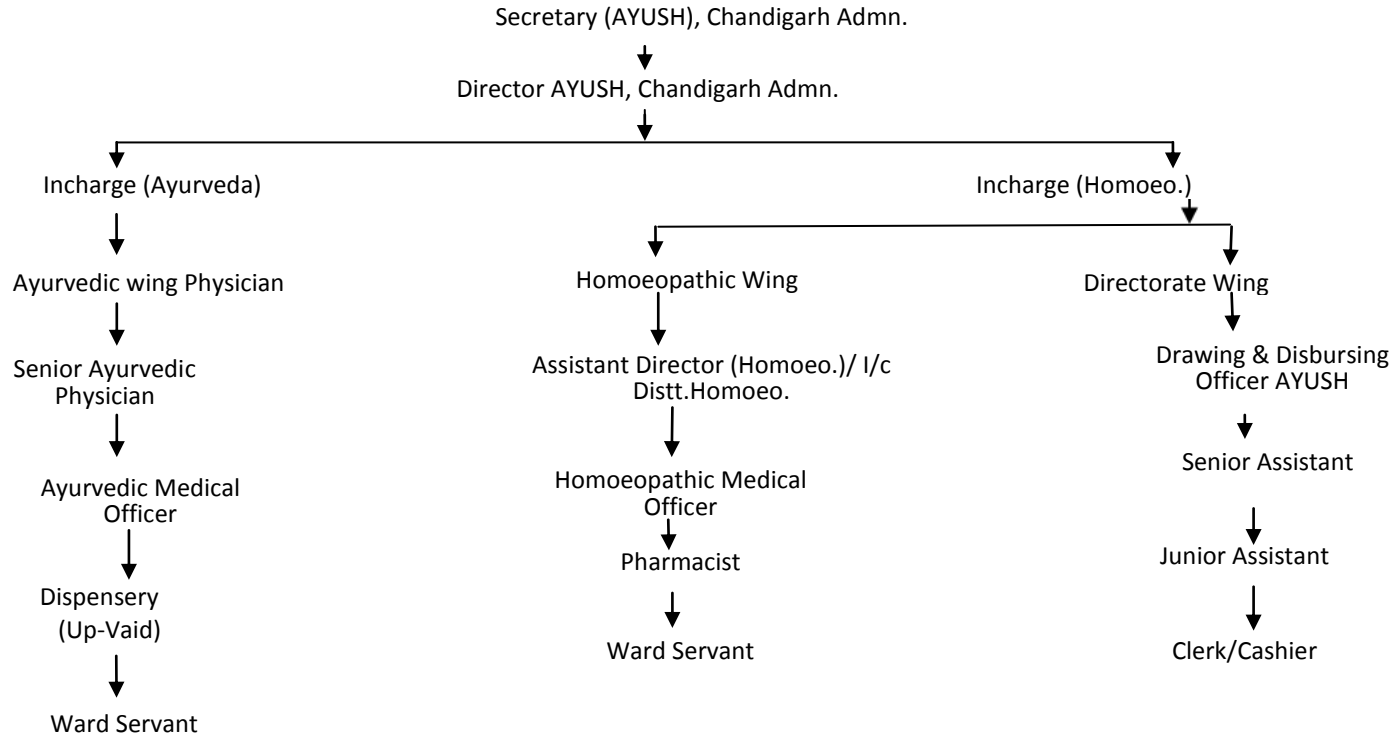 Secretary (AYUSH), Chandigarh Admn.
Director AYUSH, Chandigarh Admn.
Incharge (Ayurveda)
Incharge (Homoeo.)
Ayurvedic wing Physician
Homoeopathic Wing
Directorate Wing
Senior Ayurvedic
Physician
Assistant Director (Homoeo.)/ I/c
Distt.Homoeo.
Drawing & Disbursing
Officer AYUSH
Ayurvedic Medical
Officer
Homoeopathic Medical
Officer
Senior Assistant
Pharmacist
Junior Assistant
Dispensery
(Up-Vaid)
Ward Servant
Clerk/Cashier
Ward Servant